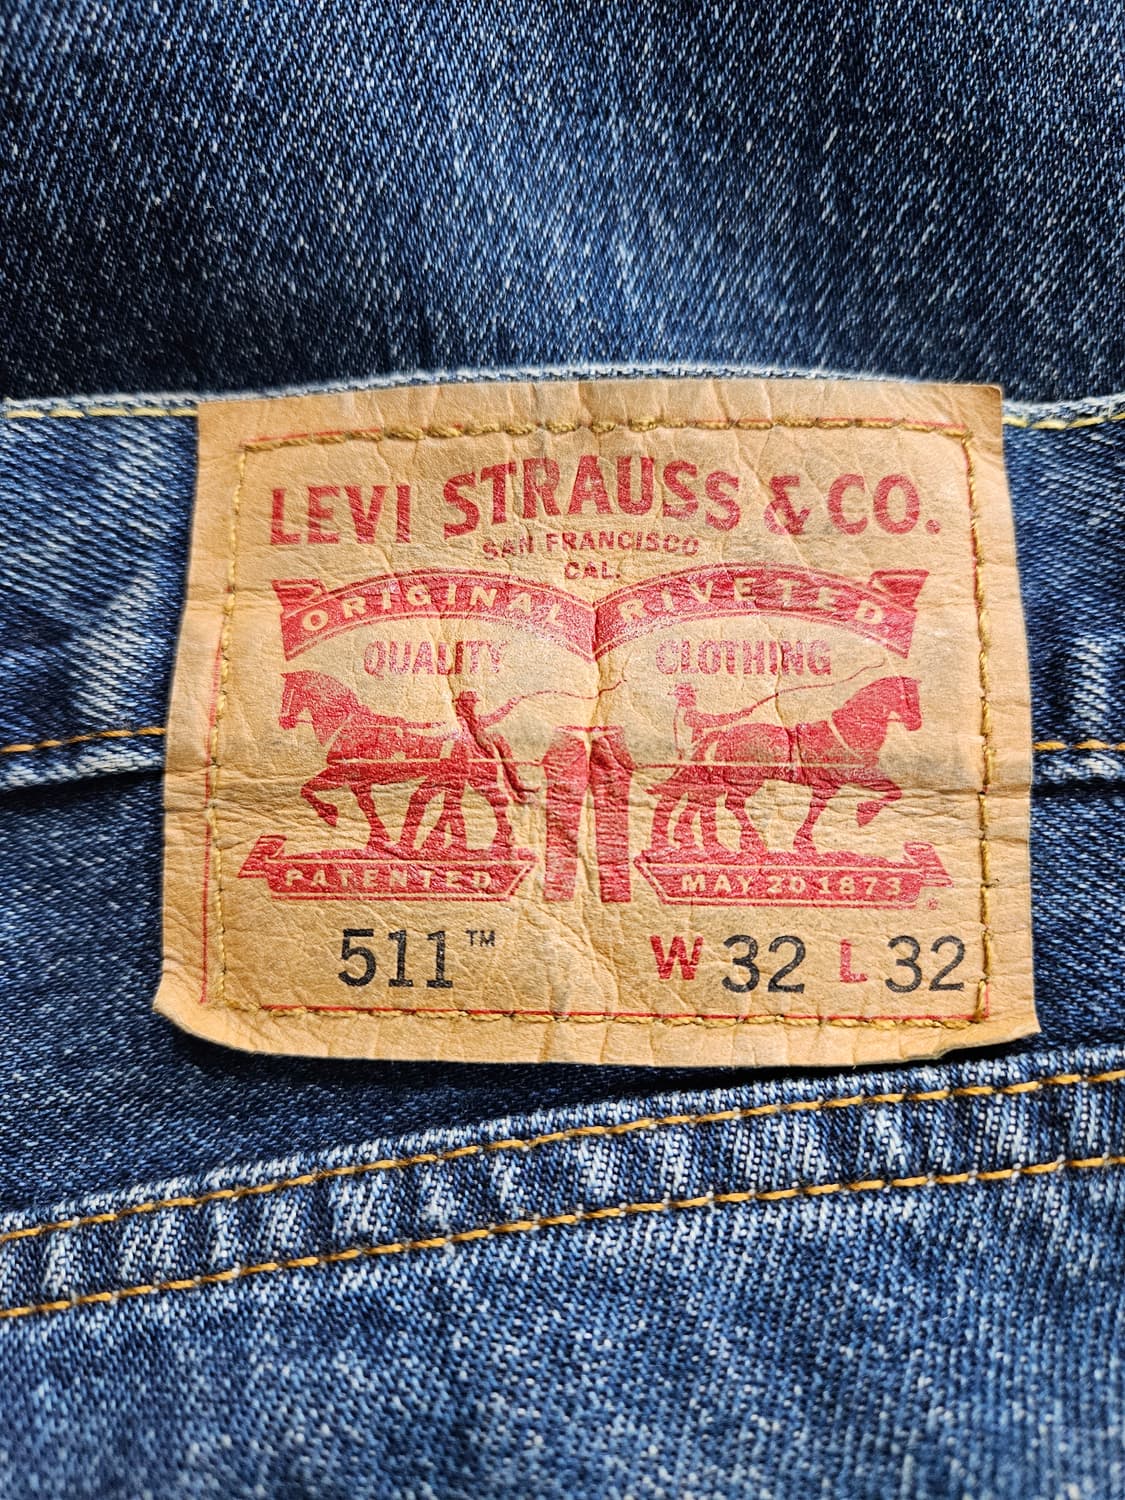 LEVI STRAUSS & CO.
SAN FRANCISCO
CAL.
ORIGINAL RIVETED
QUALITY CLOTHING
PATENTED MAY 20 1873
511™ W 32 L 32